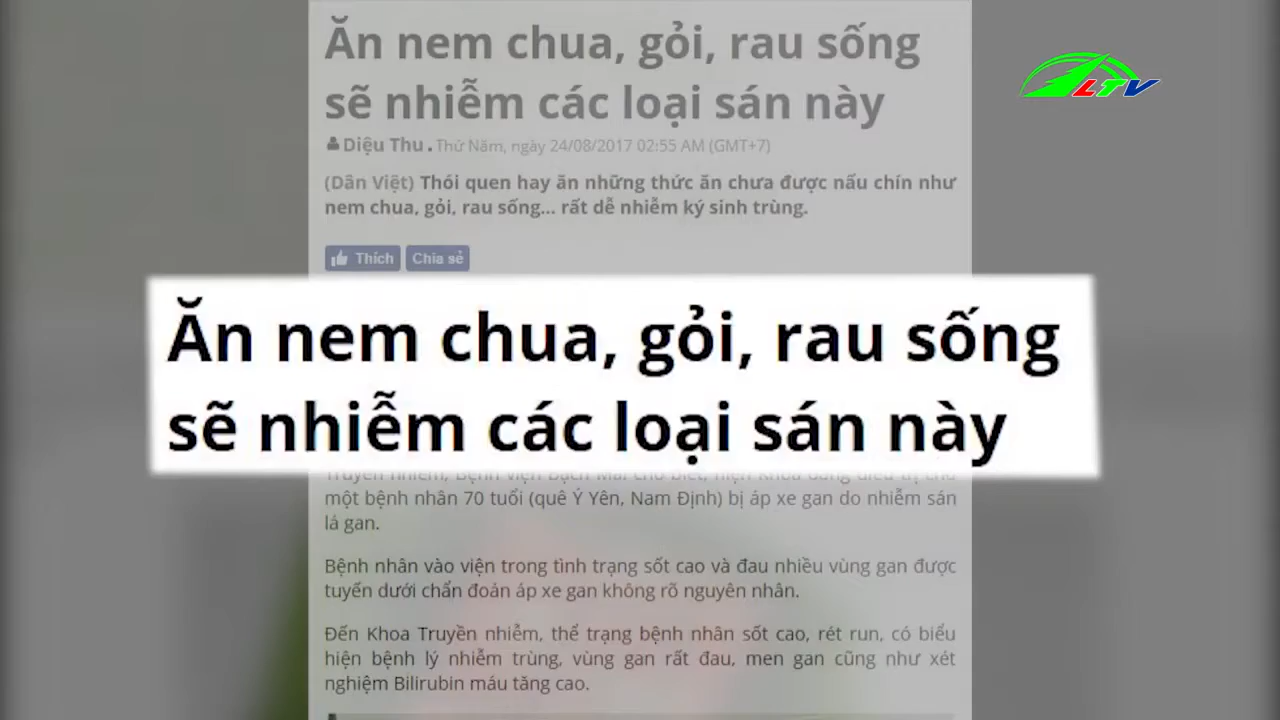 Ăn nem chua, gỏi, rau sống
sẽ nhiễm các loại sán này
LTV
Diệu Thu . Thứ Năm, ngày 24/08/2017 02:55 AM (GMT+7)
(Dân Việt) Thói quen hay ăn những thức ăn chưa được nấu chín như
nem chua, gỏi, rau sống... rất dễ nhiễm ký sinh trùng.
Thích Chia sẻ
Ăn nem chua, gỏi, rau sống
sẽ nhiễm các loại sán này
một bệnh nhân 70 tuổi (quê Ý Yên, Nam Định) bị áp xe gan do nhiễm sán
lá gan.
Bệnh nhân vào viện trong tình trạng sốt cao và đau nhiều vùng gan được
tuyến dưới chẩn đoán áp xe gan không rõ nguyên nhân.
Đến Khoa Truyền nhiễm, thể trạng bệnh nhân sốt cao, rét run, có biểu
hiện bệnh lý nhiễm trùng, vùng gan rất đau, men gan cũng như xét
nghiệm Bilirubin máu tăng cao.